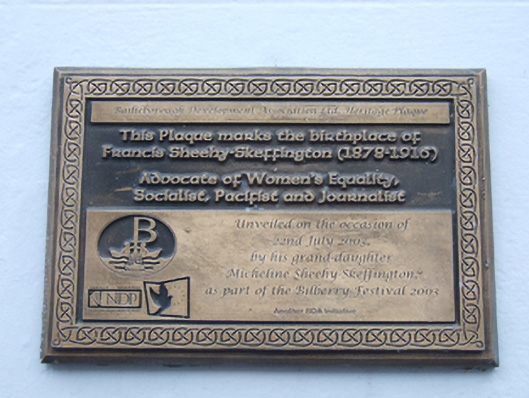 Bailieborough Development Association Ltd. Heritage Plaque
This Plaque marks the birthplace of
Francis Sheehy-Skeffington (1878-1916)
Advocate of Women's Equality,
Socialist, Pacifist and Journalist
B
Unveiled on the occasion of
22nd July 2003,
by his grand-daughter
Micheline Sheehy Skeffington,
as part of the Bilberry Festival 2003
NDP
Another BDA Initiative